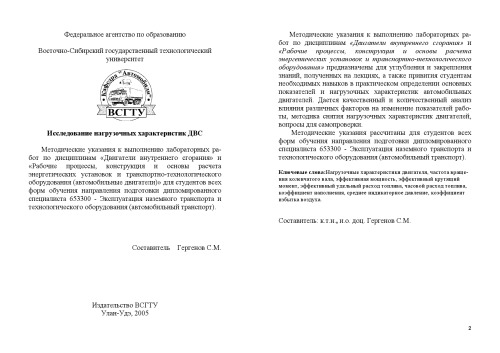 Федеральное агентство по образованию
Восточно-Сибирский государственный технологический
университет
Кафедра "Автомобили"
ВСГТУ
Исследование нагрузочных характеристик ДВС
Методические указания к выполнению лабораторных ра-
бот по дисциплинам «Двигатели внутреннего сгорания» и
«Рабочие процессы, конструкция и основы расчета
энергетических установок и транспортно-технологического
оборудования (автомобильные двигатели)» для студентов всех
форм обучения направления подготовки дипломированного
специалиста 653300 - Эксплуатация наземного транспорта и
технологического оборудования (автомобильный транспорт).
Составитель Гергенов С.М.
Издательство ВСГТУ
Улан-Удэ, 2005
Методические указания к выполнению лабораторных ра-
бот по дисциплинам «Двигатели внутреннего сгорания» и
«Рабочие процессы, конструкция и основы расчета
энергетических установок и транспортно-технологического
оборудования» предназначены для углубления и закрепления
знаний, полученных на лекциях, а также привития студентам
необходимых навыков в практическом определении основных
показателей и нагрузочных характеристик автомобильных
двигателей. Дается качественный и количественный анализ
влияния различных факторов на изменение показателей рабо-
ты, методика снятия нагрузочных характеристик двигателей,
вопросы для самопроверки.
Методические указания рассчитаны для студентов всех
форм обучения направления подготовки дипломированного
специалиста 653300 - Эксплуатация наземного транспорта и
технологического оборудования (автомобильный транспорт).
Ключевые слова:Нагрузочные характеристики двигателя, частота враще-
ния коленчатого вала, эффективная мощность, эффективный крутящий
момент, эффективный удельный расход топлива, часовой расход топлива,
коэффициент наполнения, среднее индикаторное давление, коэффициент
избытка воздуха.
Составитель: к.т.н., и.о. доц. Гергенов С.М.
2